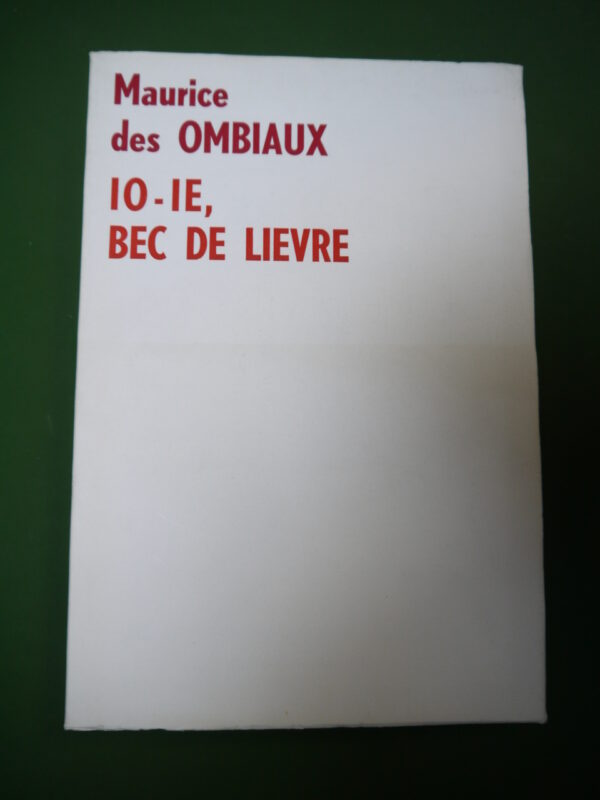 Maurice
des OMBIAUX
IO-IE,
BEC DE LIEVRE